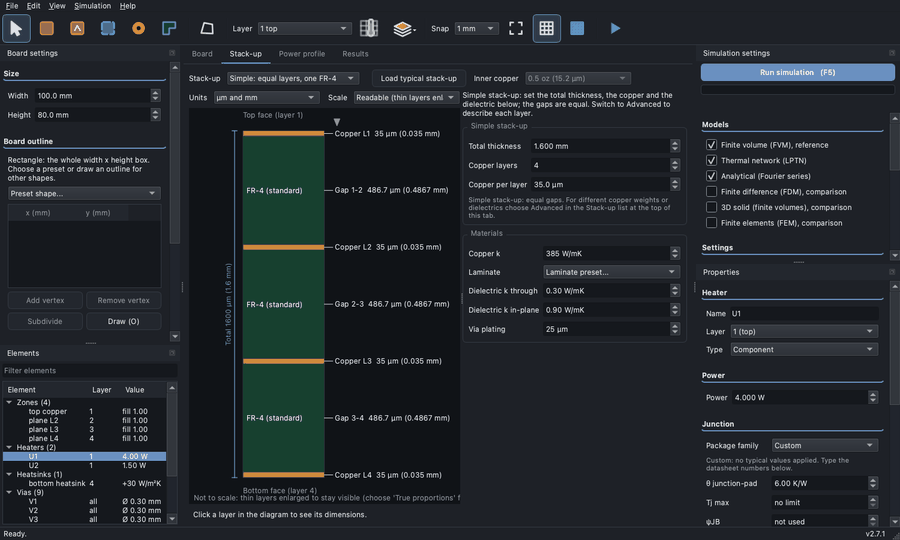 File Edit View Simulation Help
Layer 1 top Snap 1 mm
Board settings
Size
Width 100.0 mm
Height 80.0 mm
Board outline
Rectangle: the whole width x height box.
Choose a preset or draw an outline for
other shapes.
Preset shape...
x (mm) y (mm)
Add vertex Remove vertex
Subdivide Draw (O)
Elements
Filter elements
Element Layer Value
Zones (4)
top copper 1 fill 1.00
plane L2 2 fill 1.00
plane L3 3 fill 1.00
plane L4 4 fill 1.00
Heaters (2)
U1 1 4.00 W
U2 1 1.50 W
Heatsinks (1)
bottom heatsink 4 +30 W/m²K
Vias (9)
V1 all Ø 0.30 mm
V2 all Ø 0.30 mm
V3 all Ø 0.30 mm
Board Stack-up Power profile Results
Stack-up Simple: equal layers, one FR-4 Load typical stack-up Inner copper 0.5 oz (15.2 µm)
Units µm and mm Scale Readable (thin layers enl
Top face (layer 1)
Copper L1 35 µm (0.035 mm)
FR-4 (standard) Gap 1-2 486.7 µm (0.4867 mm)
Copper L2 35 µm (0.035 mm)
Total 1600 µm (1.6 mm)
FR-4 (standard) Gap 2-3 486.7 µm (0.4867 mm)
Copper L3 35 µm (0.035 mm)
FR-4 (standard) Gap 3-4 486.7 µm (0.4867 mm)
Copper L4 35 µm (0.035 mm)
Bottom face (layer 4)
Not to scale: thin layers enlarged to stay visible (choose 'True proportions' f
Click a layer in the diagram to see its dimensions.
Simple stack-up: set the total thickness, the copper and the
dielectric below; the gaps are equal. Switch to Advanced to
describe each layer.
Simple stack-up
Total thickness 1.600 mm
Copper layers 4
Copper per layer 35.0 µm
Simple stack-up: equal gaps. For different copper weights or
dielectrics choose Advanced in the Stack-up list at the top of
this tab.
Materials
Copper k 385 W/mK
Laminate Laminate preset...
Dielectric k through 0.30 W/mK
Dielectric k in-plane 0.90 W/mK
Via plating 25 µm
Simulation settings
Run simulation (F5)
Models
Finite volume (FVM), reference
Thermal network (LPTN)
Analytical (Fourier series)
Finite difference (FDM), comparison
3D solid (finite volumes), comparison
Finite elements (FEM), comparison
Settings
Properties
Heater
Name U1
Layer 1 (top)
Type Component
Power
Power 4.000 W
Junction
Package family Custom
Custom: no typical values applied. Type the
datasheet numbers below.
θ junction-pad 6.00 K/W
Tj max no limit
ψJB not used
Ready. v2.7.1